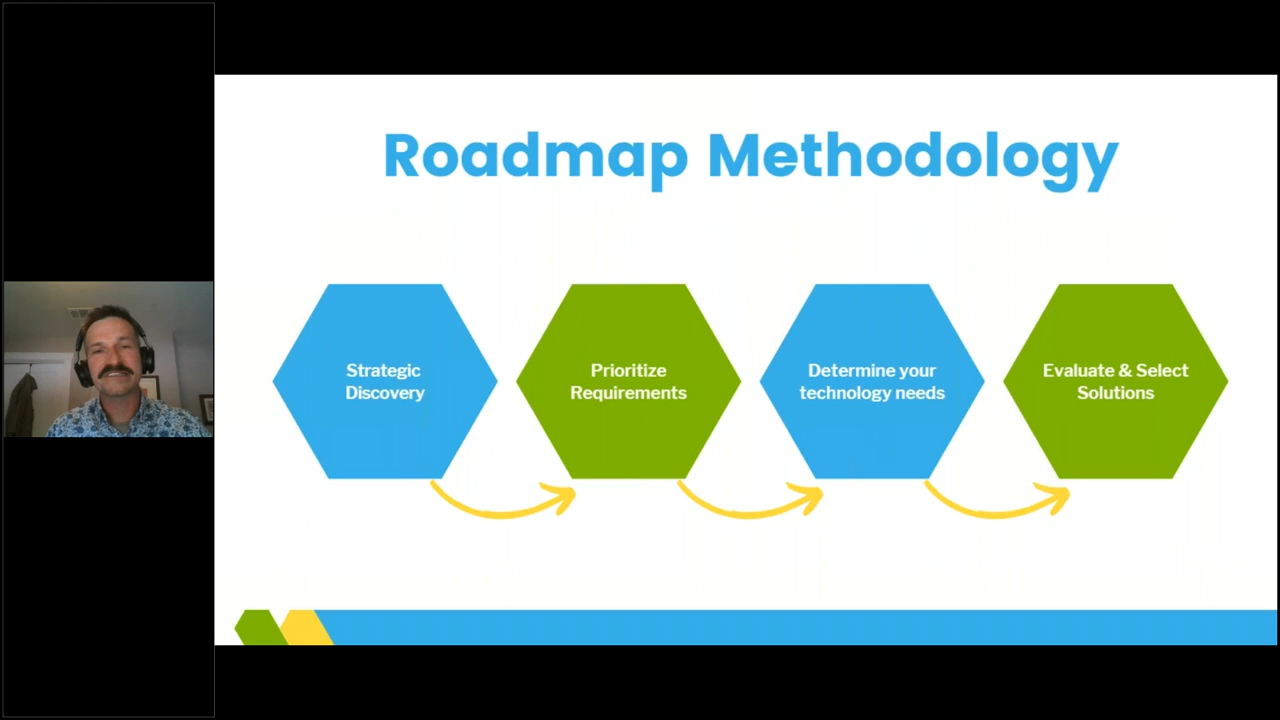 Roadmap Methodology
Strategic
Discovery
Prioritize
Requirements
Determine your
technology needs
Evaluate & Select
Solutions